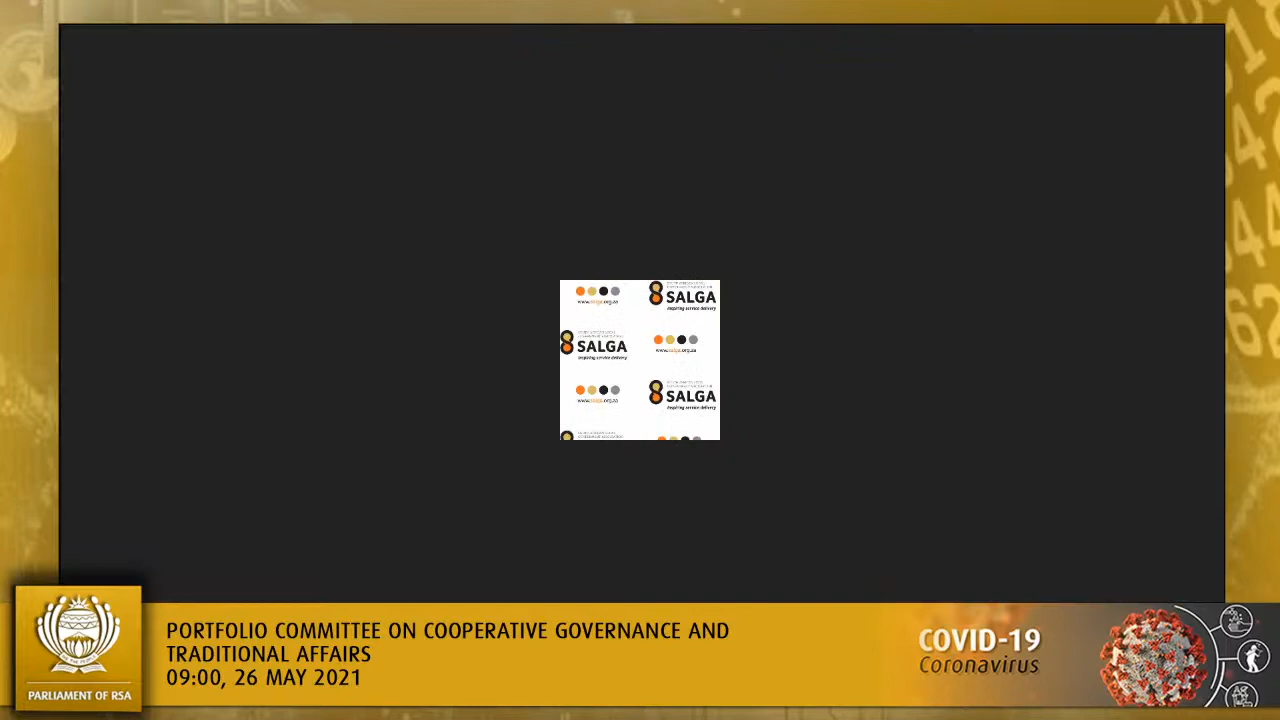 www.salga.org.za
SALGA
inspiring service delivery
SALGA
inspiring service delivery
www.salga.org.za
www.salga.org.za
SALGA
inspiring service delivery
PORTFOLIO COMMITTEE ON COOPERATIVE GOVERNANCE AND
TRADITIONAL AFFAIRS
09:00, 26 MAY 2021
PARLIAMENT OF RSA
COVID-19
Coronavirus